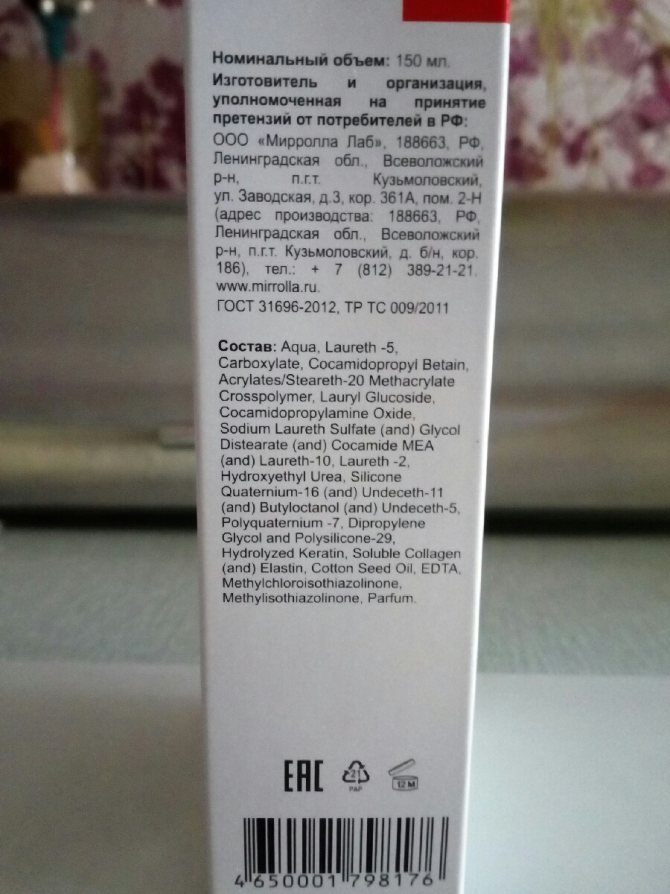 Номинальный объем: 150 мл.
Изготовитель и организация,
уполномоченная на принятие
претензий от потребителей в РФ:
ООО «Мирролла Лаб», 188663, РФ,
Ленинградская обл., Всеволожский
р-н, п.г.т. Кузьмоловский,
ул. Заводская, д.3, кор. 361А, пом. 2-Н
(адрес производства: 188663, РФ,
Ленинградская обл., Всеволожский
р-н, п.г.т. Кузьмоловский, д. б/н, кор.
186), тел.: + 7 (812) 389-21-21.
www.mirrolla.ru.
ГОСТ 31696-2012, ТР ТС 009/2011
Состав: Aqua, Laureth -5,
Carboxylate, Cocamidopropyl Betain,
Acrylates/Steareth-20 Methacrylate
Crosspolymer, Lauryl Glucoside,
Cocamidopropylamine Oxide,
Sodium Laureth Sulfate (and) Glycol
Distearate (and) Cocamide MEA
(and) Laureth-10, Laureth -2,
Hydroxyethyl Urea, Silicone
Quaternium-16 (and) Undeceth-11
(and) Butyloctanol (and) Undeceth-5,
Polyquaternium -7, Dipropylene
Glycol and Polysilicone-29,
Hydrolyzed Keratin, Soluble Collagen
(and) Elastin, Cotton Seed Oil, EDTA,
Methylchloroisothiazolinone,
Methylisothiazolinone, Parfum.
EAC 21 12 M
PAP
4 650001 798176